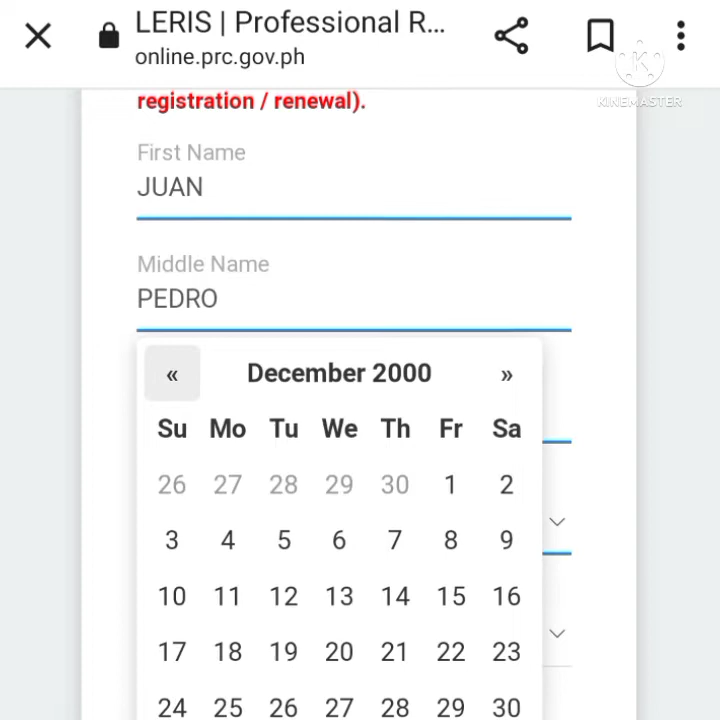 LERIS | Professional R...
online.prc.gov.ph
KINEMASTER
registration / renewal).
First Name
JUAN
Middle Name
PEDRO
« December 2000 »
Su Mo Tu We Th Fr Sa
26 27 28 29 30 1 2
3 4 5 6 7 8 9
10 11 12 13 14 15 16
17 18 19 20 21 22 23
24 25 26 27 28 29 30